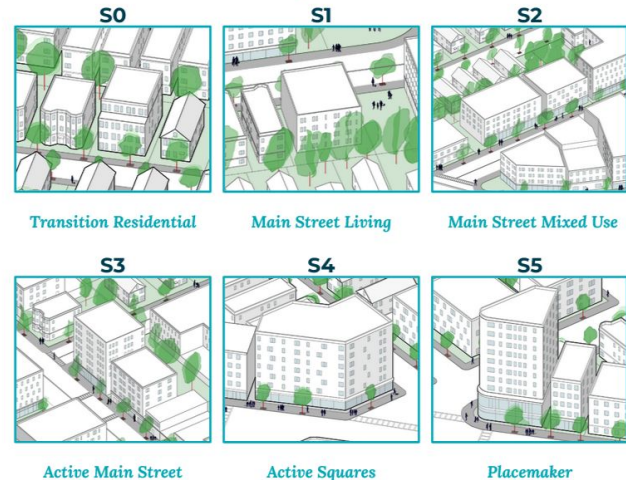 S0
S1
S2
Transition Residential
Main Street Living
Main Street Mixed Use
S3
S4
S5
Active Main Street
Active Squares
Placemaker